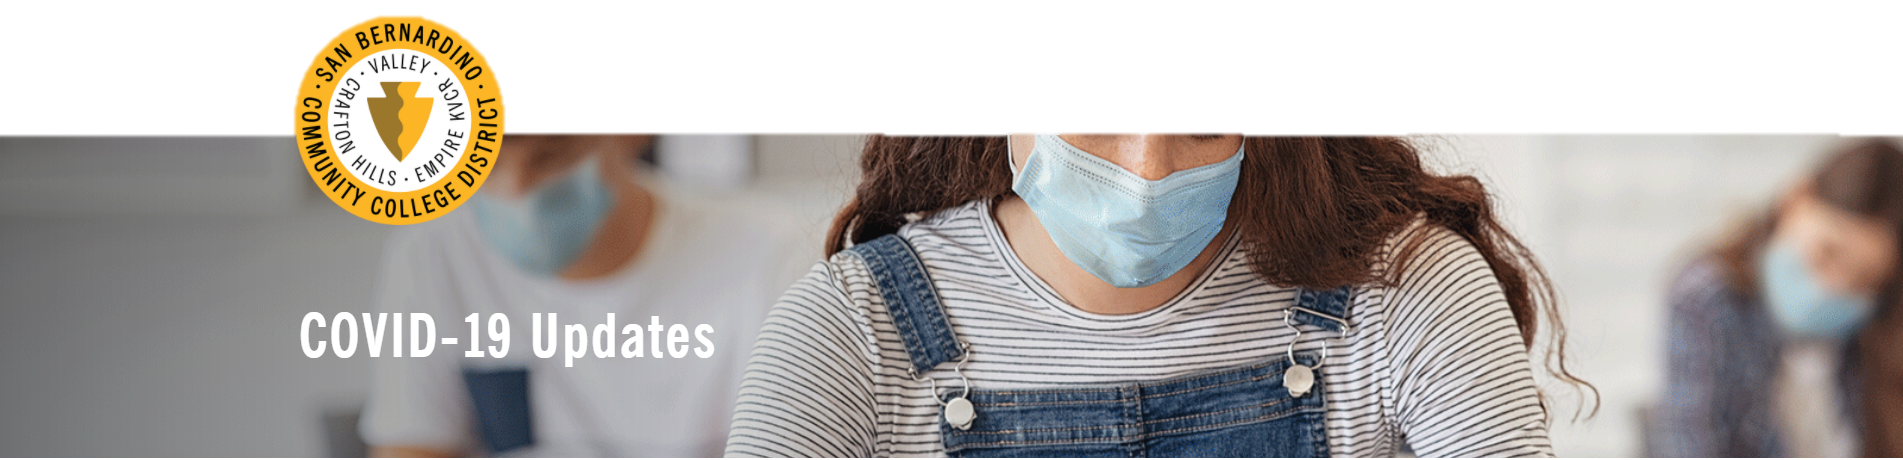 · SAN BERNARDINO ·
COMMUNITY COLLEGE DISTRICT
· VALLEY ·
CRAFTON HILLS · EMPIRE KVCR
COVID-19 Updates